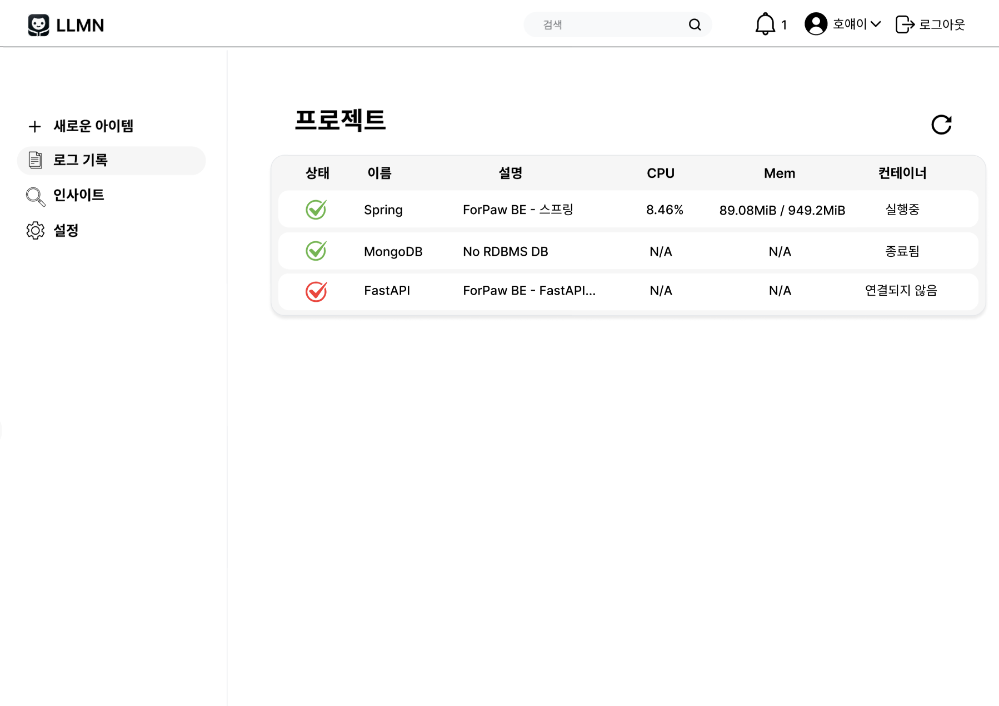 LLMN
검색
1
호얘이
로그아웃
새로운 아이템
로그 기록
인사이트
설정
프로젝트
상태 이름 설명 CPU Mem 컨테이너
Spring ForPaw BE - 스프링 8.46% 89.08MiB / 949.2MiB 실행중
MongoDB No RDBMS DB N/A N/A 종료됨
FastAPI ForPaw BE - FastAPI... N/A N/A 연결되지 않음